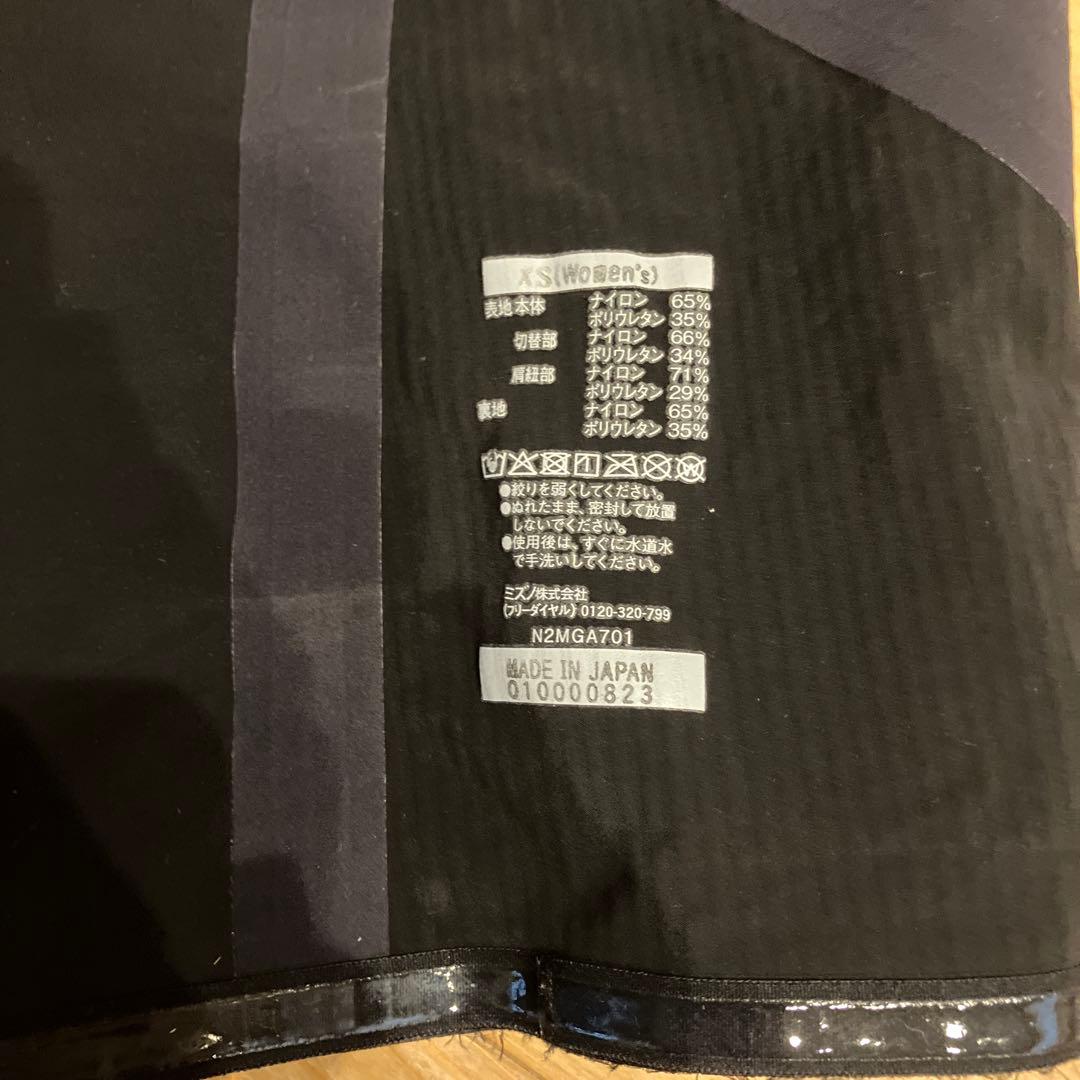 XS(Women's)
表地 本体 ナイロン 65%
ポリウレタン 35%
切替部 ナイロン 66%
ポリウレタン 34%
肩紐部 ナイロン 71%
ポリウレタン 29%
裏地 ナイロン 65%
ポリウレタン 35%
●絞りを弱くしてください。
●ぬれたまま、密封して放置
しないでください。
●使用後は、すぐに水道水
で手洗いしてください。
ミズノ株式会社
(フリーダイヤル) 0120-320-799
N2MGA701
MADE IN JAPAN
010000823